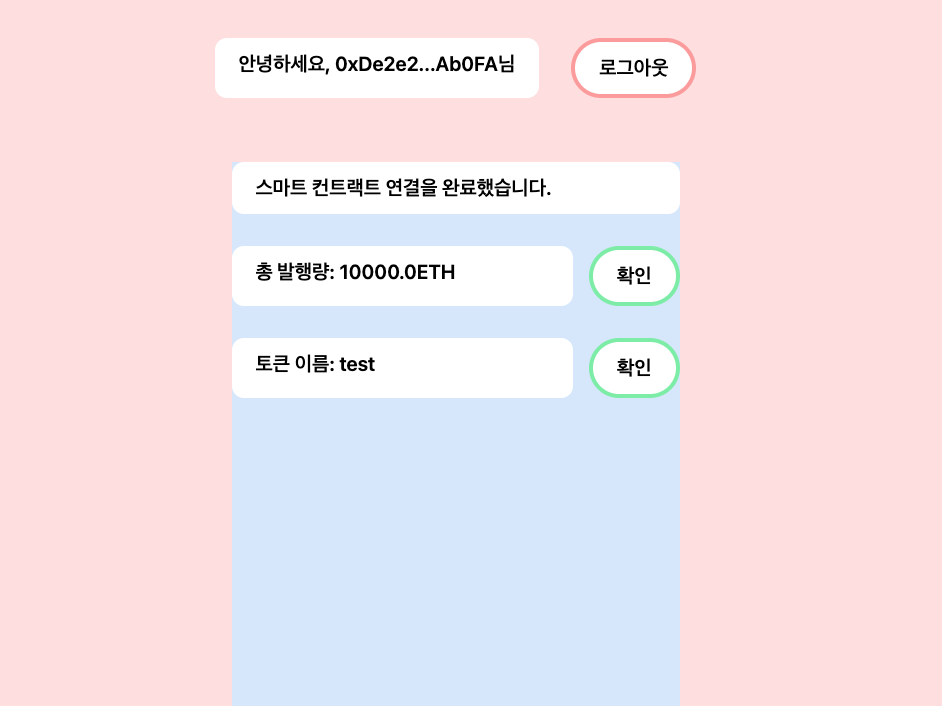 안녕하세요, 0xDe2e2...Ab0FA님
로그아웃
스마트 컨트랙트 연결을 완료했습니다.
총 발행량: 10000.0ETH
확인
토큰 이름: test
확인